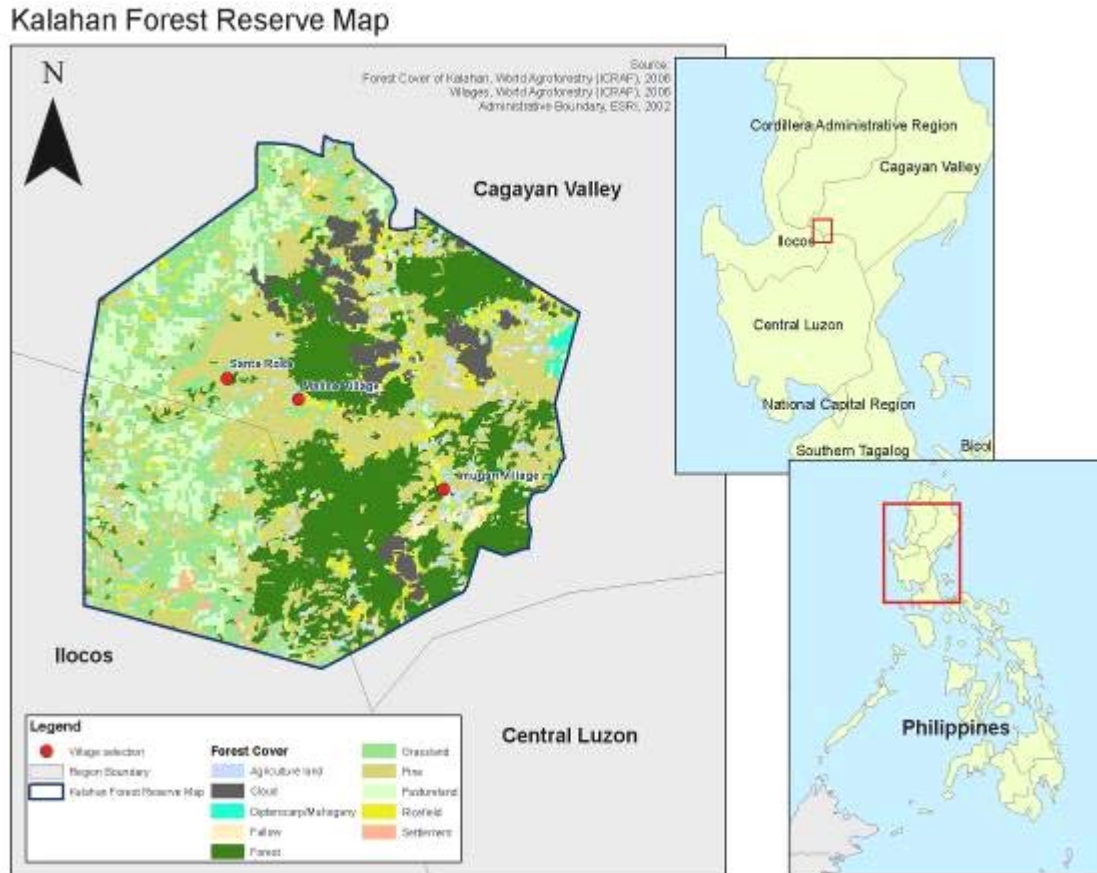 Kalahan Forest Reserve Map
N
Source:
Forest Cover of Kalahan, World Agroforestry (ICRAF), 2006
Villages, World Agroforestry (ICRAF), 2006
Administrative Boundary, ESRI, 2002
Cagayan Valley
Santa Rosa
Malico Village
Imugan Village
Ilocos
Central Luzon
Legend
Village selection
Region Boundary
Kalahan Forest Reserve Map
Forest Cover
Agriculture land
Cloud
Dipterocarp/Mahogany
Fallow
Forest
Grassland
Pine
Pastureland
Ricefield
Settlement
Cordillera Administrative Region
Cagayan Valley
Ilocos
Central Luzon
National Capital Region
Southern Tagalog
Bicol
Philippines